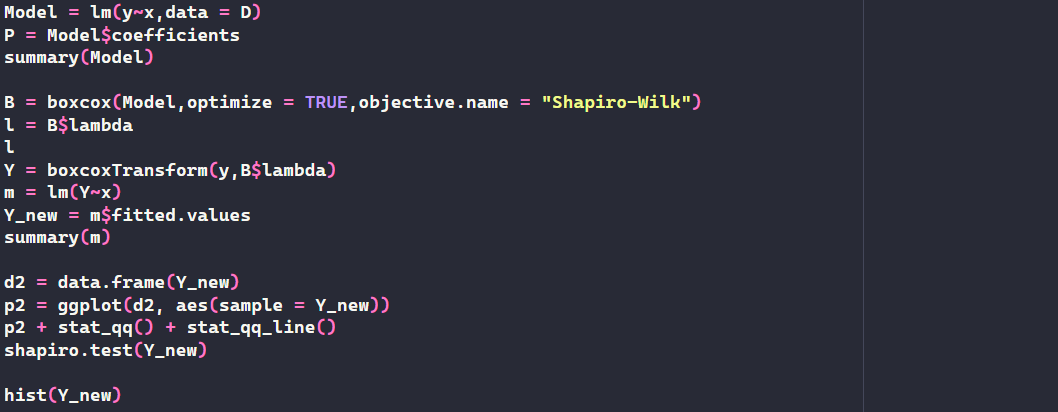 Model = lm(y~x,data = D)
P = Model$coefficients
summary(Model)
B = boxcox(Model,optimize = TRUE,objective.name = "Shapiro-Wilk")
l = B$lambda
l
Y = boxcoxTransform(y,B$lambda)
m = lm(Y~x)
Y_new = m$fitted.values
summary(m)
d2 = data.frame(Y_new)
p2 = ggplot(d2, aes(sample = Y_new))
p2 + stat_qq() + stat_qq_line()
shapiro.test(Y_new)
hist(Y_new)